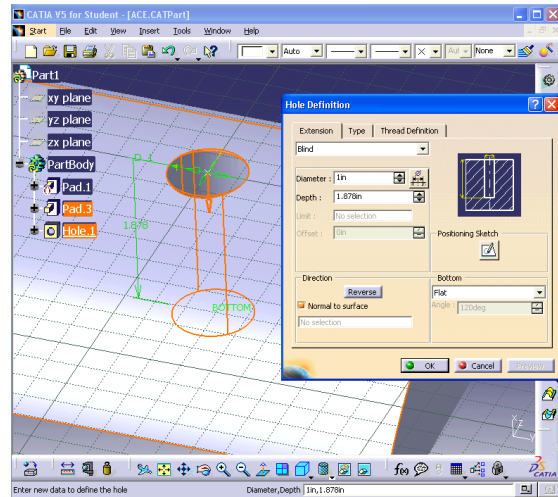 CATIA V5 for Student - [ACE.CATPart]
Start File Edit View Insert Tools Window Help
Auto Aut None
Part1
xy plane
yz plane
zx plane
PartBody
Pad.1
Pad.3
Hole.1
D 1
1.878
BOTTOM
Hole Definition
Extension Type Thread Definition
Blind
Diameter : 1in
Depth : 1.878in
Limit : No selection
Offset : 0in
Positioning Sketch
Direction
Reverse
Normal to surface
No selection
Bottom
Flat
Angle : 120deg
OK Cancel Preview
z
x
f(x)
CATIA
Enter new data to define the hole Diameter,Depth 1in,1.878in